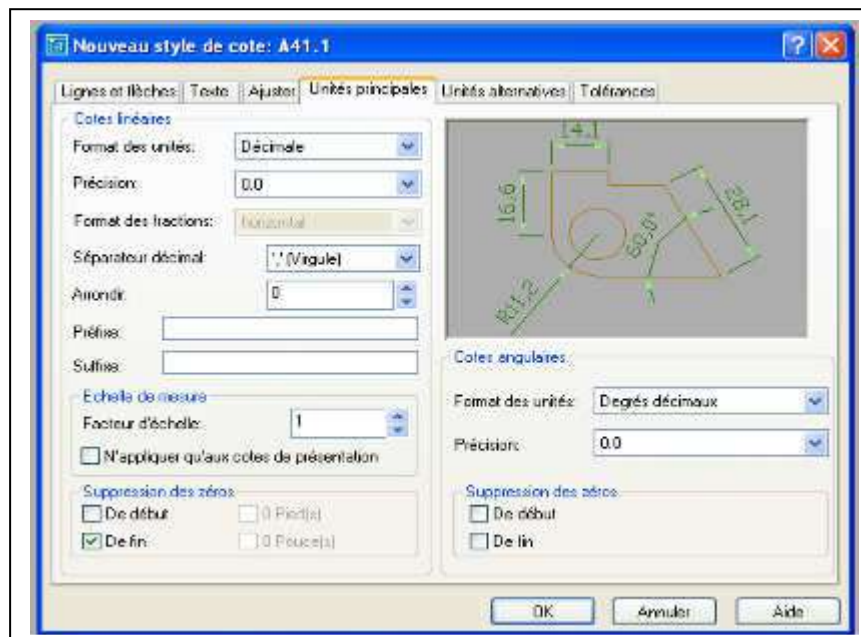 Nouveau style de cote: A41.1
Lignes et flèches Texte Ajuster Unités principales Unités alternatives Tolérances
Cotes linéaires
Format des unités: Décimale
Précision: 0.0
Format des fractions: horizontal
Séparateur décimal: ',' (Virgule)
Arrondir: 0
Préfixe:
Suffixe:
Echelle de mesure
Facteur d'échelle: 1
N'appliquer qu'aux cotes de présentation
Suppression des zéros
De début 0 Pied(s)
De fin 0 Pouce(s)
14,1
16,6
28,1
60,0°
R11,2
Cotes angulaires
Format des unités: Degrés décimaux
Précision: 0.0
Suppression des zéros
De début
De fin
OK Annuler Aide